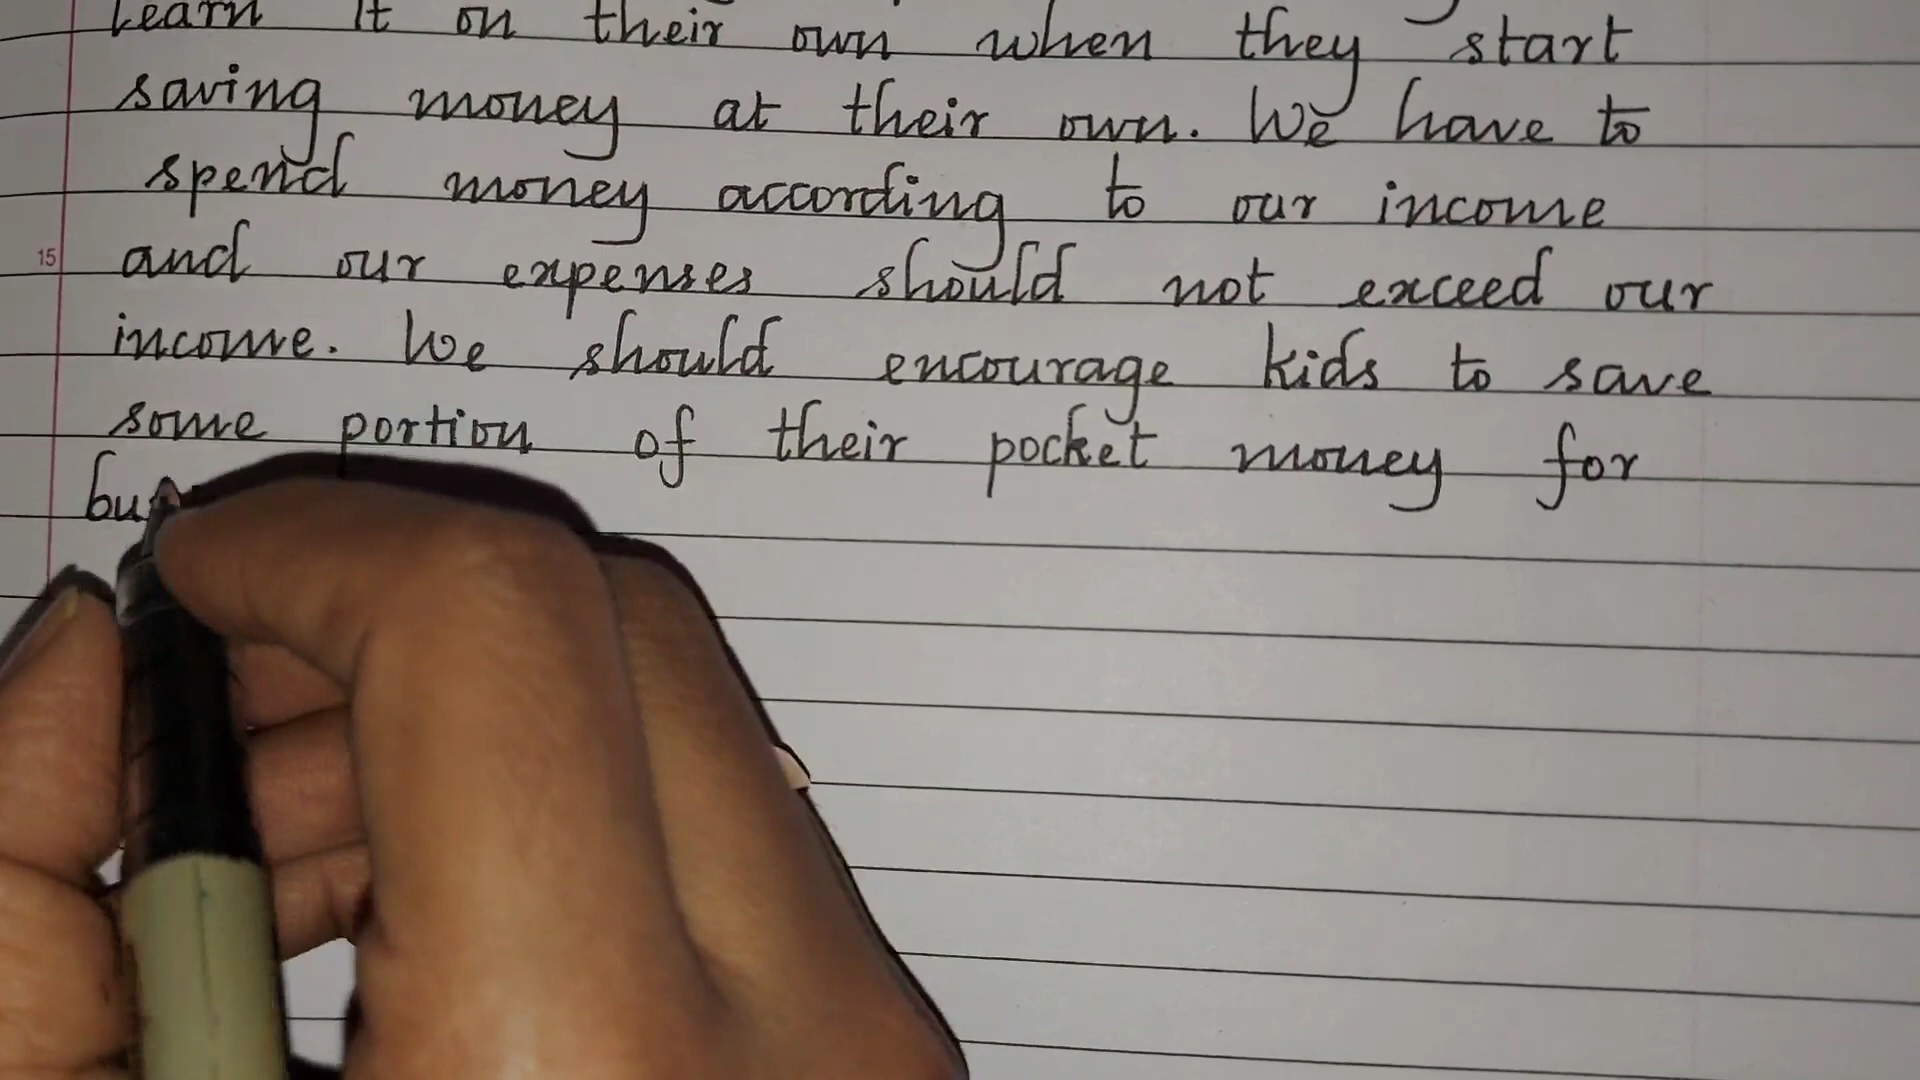 learn it on their own when they start
saving money at their own. We have to
spend money according to our income
15 and our expenses should not exceed our
income. We should encourage kids to save
some portion of their pocket money for
bu